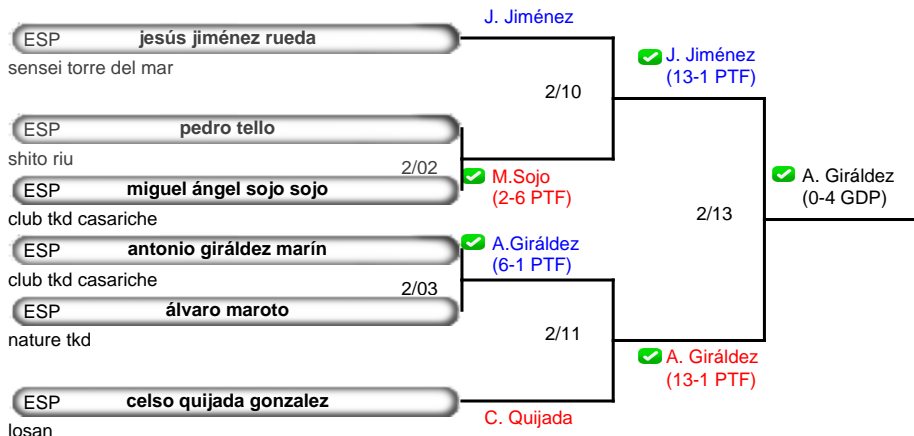 J. Jiménez
ESP jesús jiménez rueda
sensei torre del mar
J. Jiménez
(13-1 PTF)
2/10
ESP pedro tello
shito riu
2/02
M.Sojo
(2-6 PTF)
ESP miguel ángel sojo sojo
club tkd casariche
A. Giráldez
(0-4 GDP)
2/13
ESP antonio giráldez marín
club tkd casariche
A.Giráldez
(6-1 PTF)
2/03
ESP álvaro maroto
nature tkd
2/11
A. Giráldez
(13-1 PTF)
ESP celso quijada gonzalez
losan
C. Quijada